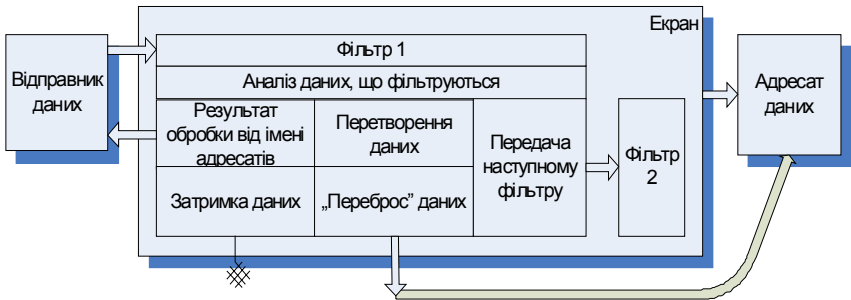 Екран
Відправник
даних
Фільтр 1
Аналіз даних, що фільтруються
Результат
обробки від імені
адресатів
Перетворення
даних
Затримка даних
„Переброс” даних
Передача
наступному
фільтру
Фільтр
2
Адресат
даних